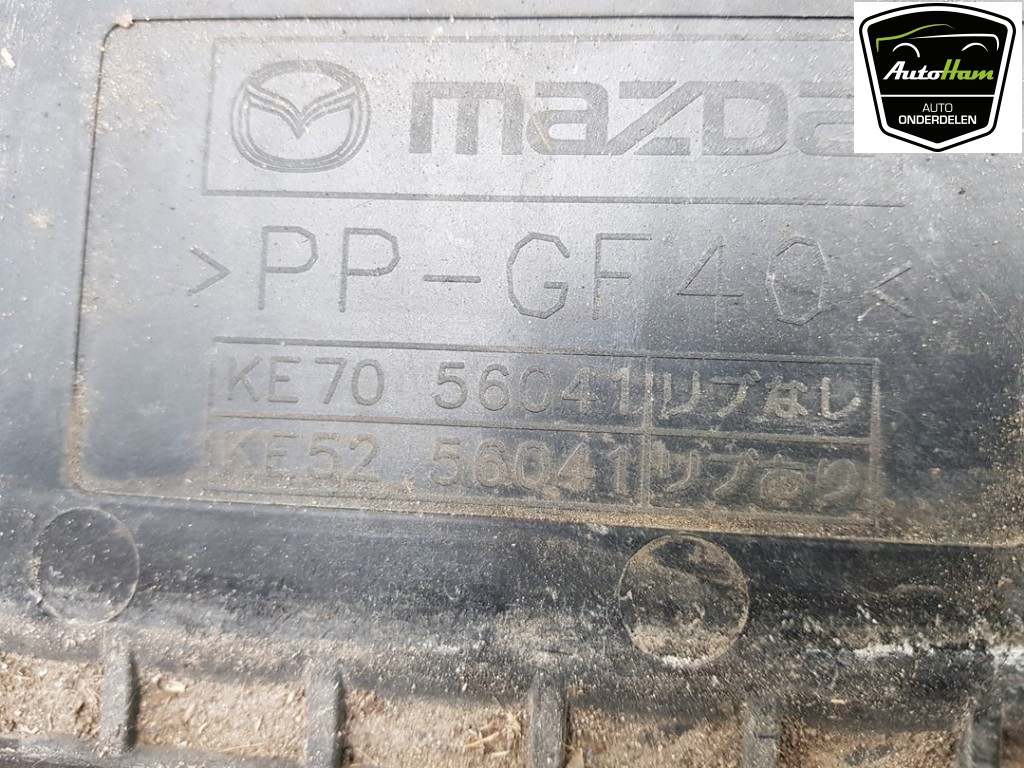 mazda
>PP-GF40<
KE70 56041 リブなし
KE52 56041 リブあり
AutoHam
AUTO
ONDERDELEN